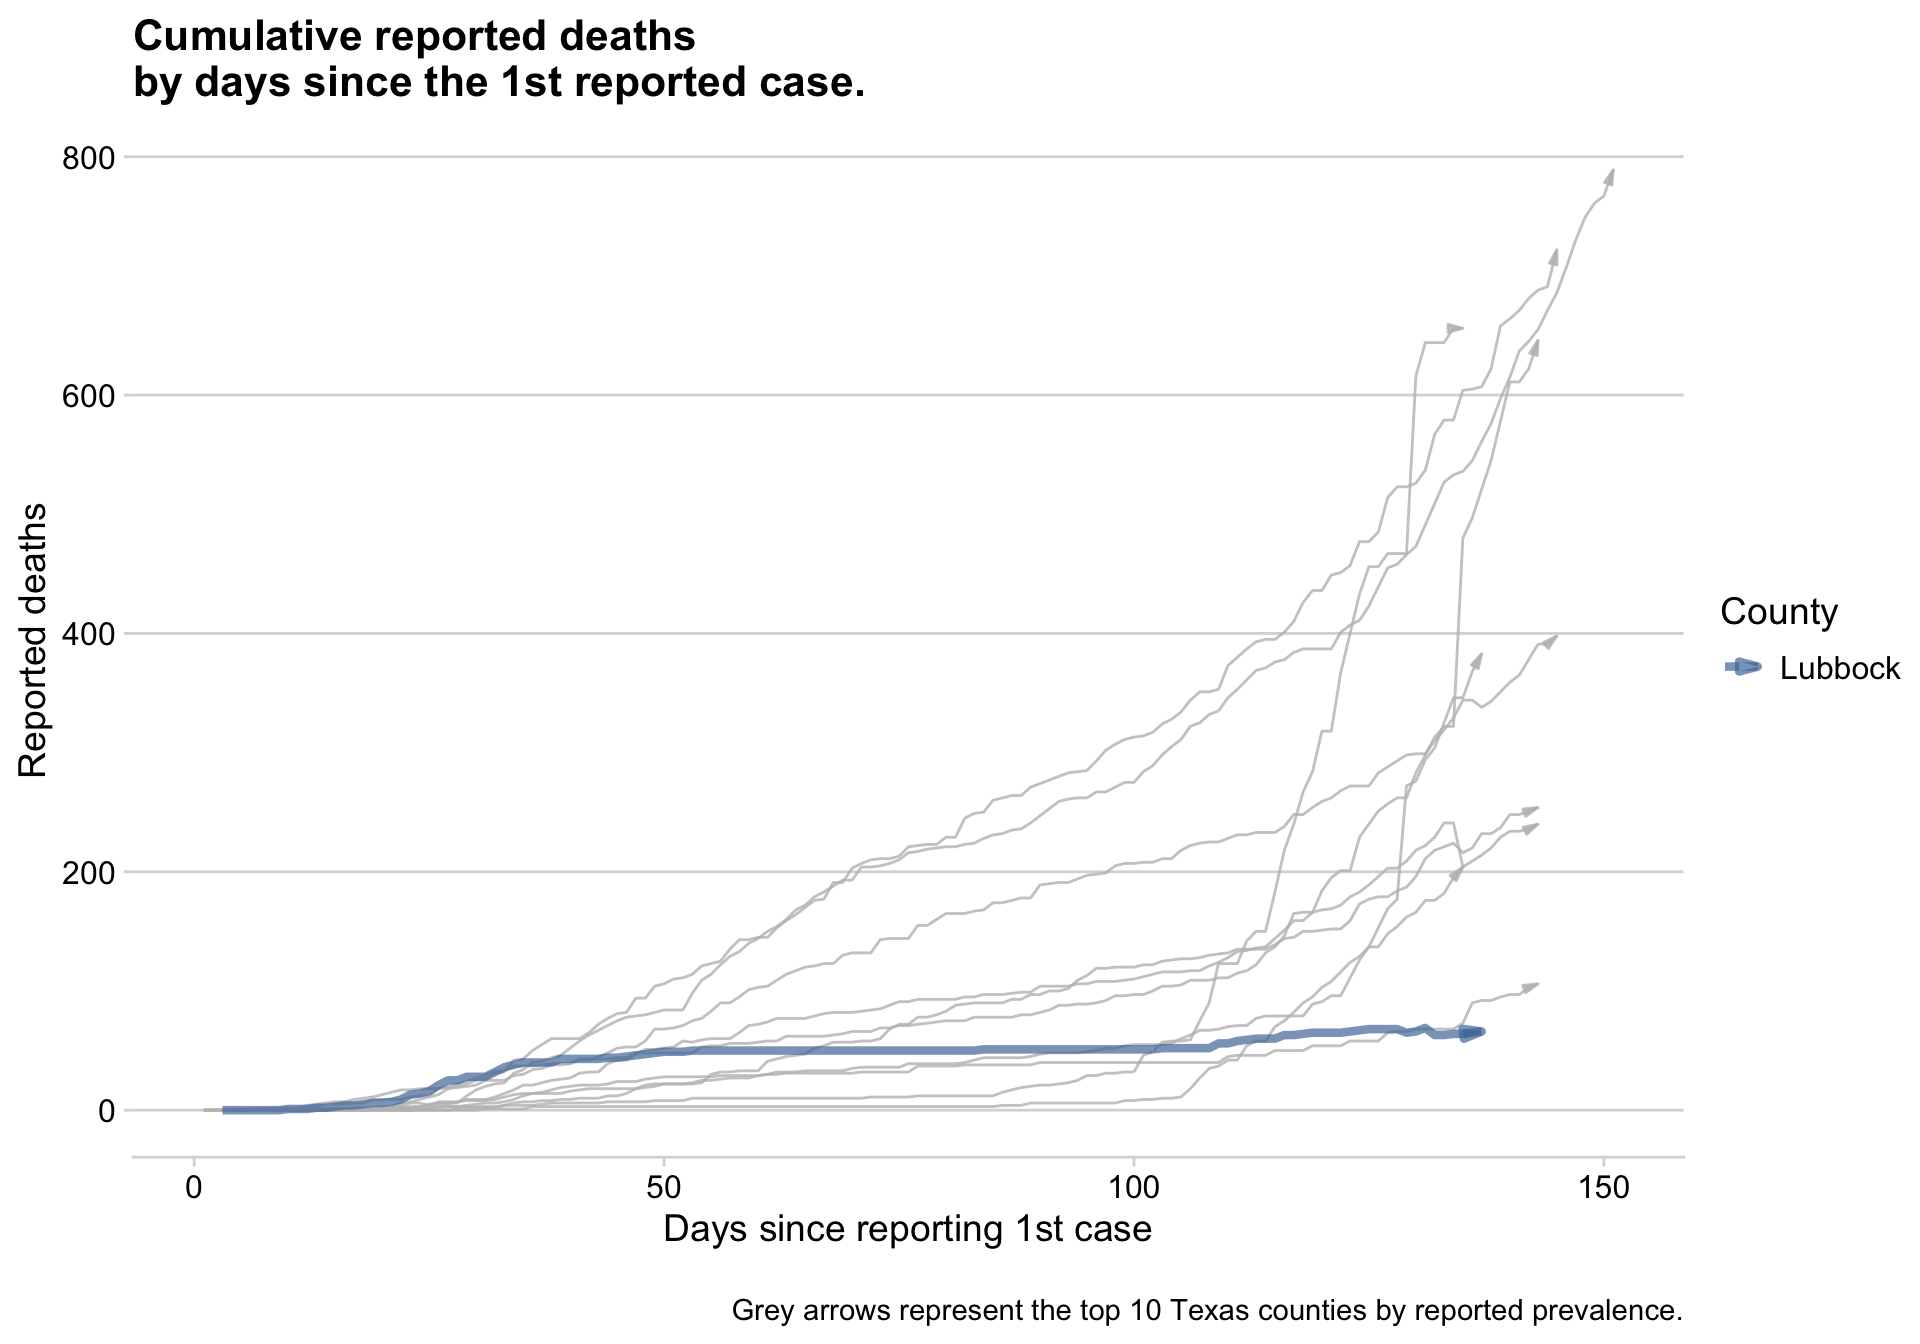 Cumulative reported deaths
by days since the 1st reported case.
800
600
400
200
0
Reported deaths
0 50 100 150
Days since reporting 1st case
County
Lubbock
Grey arrows represent the top 10 Texas counties by reported prevalence.